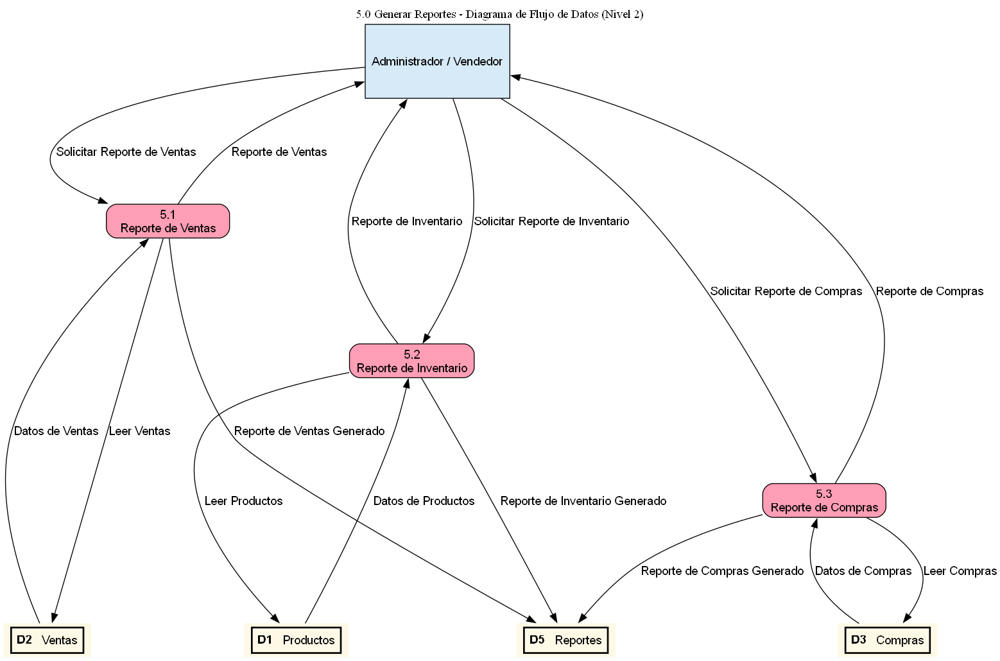 5.0 Generar Reportes - Diagrama de Flujo de Datos (Nivel 2)
Administrador / Vendedor
Solicitar Reporte de Ventas
Reporte de Ventas
5.1
Reporte de Ventas
Reporte de Inventario
Solicitar Reporte de Inventario
Solicitar Reporte de Compras
Reporte de Compras
5.2
Reporte de Inventario
Datos de Ventas
Leer Ventas
Reporte de Ventas Generado
Leer Productos
Datos de Productos
Reporte de Inventario Generado
5.3
Reporte de Compras
Reporte de Compras Generado
Datos de Compras
Leer Compras
D2 Ventas
D1 Productos
D5 Reportes
D3 Compras